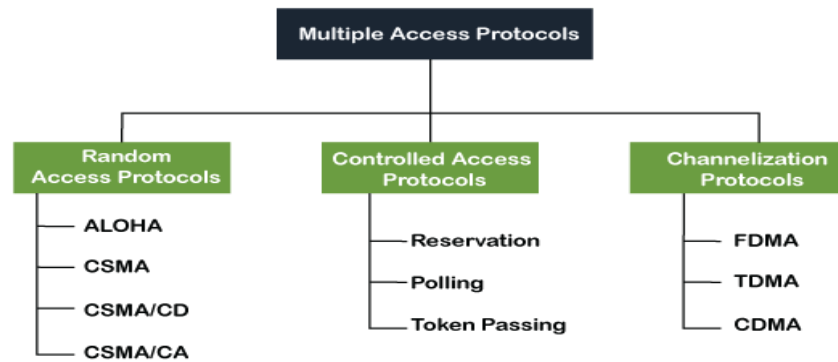 Multiple Access Protocols
Random
Access Protocols
ALOHA
CSMA
CSMA/CD
CSMA/CA
Controlled Access
Protocols
Reservation
Polling
Token Passing
Channelization
Protocols
FDMA
TDMA
CDMA